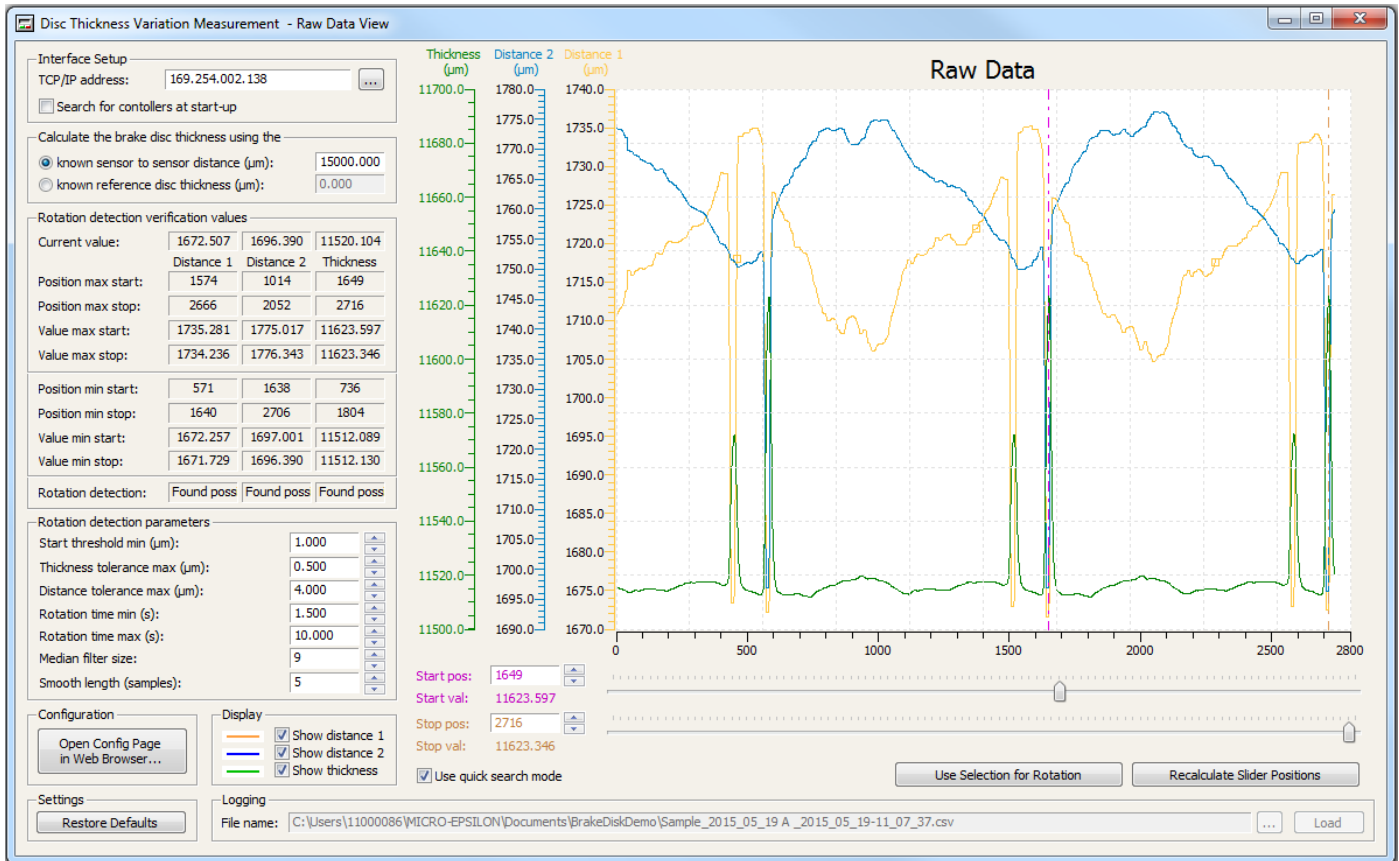 Disc Thickness Variation Measurement - Raw Data View
Interface Setup
TCP/IP address: 169.254.002.138 ...
Search for contollers at start-up
Calculate the brake disc thickness using the
known sensor to sensor distance (µm): 15000.000
known reference disc thickness (µm): 0.000
Rotation detection verification values
Current value: 1672.507 1696.390 11520.104
Distance 1 Distance 2 Thickness
Position max start: 1574 1014 1649
Position max stop: 2666 2052 2716
Value max start: 1735.281 1775.017 11623.597
Value max stop: 1734.236 1776.343 11623.346
Position min start: 571 1638 736
Position min stop: 1640 2706 1804
Value min start: 1672.257 1697.001 11512.089
Value min stop: 1671.729 1696.390 11512.130
Rotation detection: Found poss Found poss Found poss
Rotation detection parameters
Start threshold min (µm): 1.000
Thickness tolerance max (µm): 0.500
Distance tolerance max (µm): 4.000
Rotation time min (s): 1.500
Rotation time max (s): 10.000
Median filter size: 9
Smooth length (samples): 5
Configuration
Open Config Page
in Web Browser...
Display
Show distance 1
Show distance 2
Show thickness
Thickness
(µm)
11700.0
11680.0
11660.0
11640.0
11620.0
11600.0
11580.0
11560.0
11540.0
11520.0
11500.0
Distance 2
(µm)
1780.0
1775.0
1770.0
1765.0
1760.0
1755.0
1750.0
1745.0
1740.0
1735.0
1730.0
1725.0
1720.0
1715.0
1710.0
1705.0
1700.0
1695.0
1690.0
Distance 1
(µm)
1740.0
1735.0
1730.0
1725.0
1720.0
1715.0
1710.0
1705.0
1700.0
1695.0
1690.0
1685.0
1680.0
1675.0
1670.0
Raw Data
0 500 1000 1500 2000 2500 2800
Start pos: 1649
Start val: 11623.597
Stop pos: 2716
Stop val: 11623.346
Use quick search mode
Use Selection for Rotation
Recalculate Slider Positions
Settings
Restore Defaults
Logging
File name: C:\Users\11000086\MICRO-EPSILON\Documents\BrakeDiskDemo\Sample_2015_05_19 A _2015_05_19-11_07_37.csv ... Load